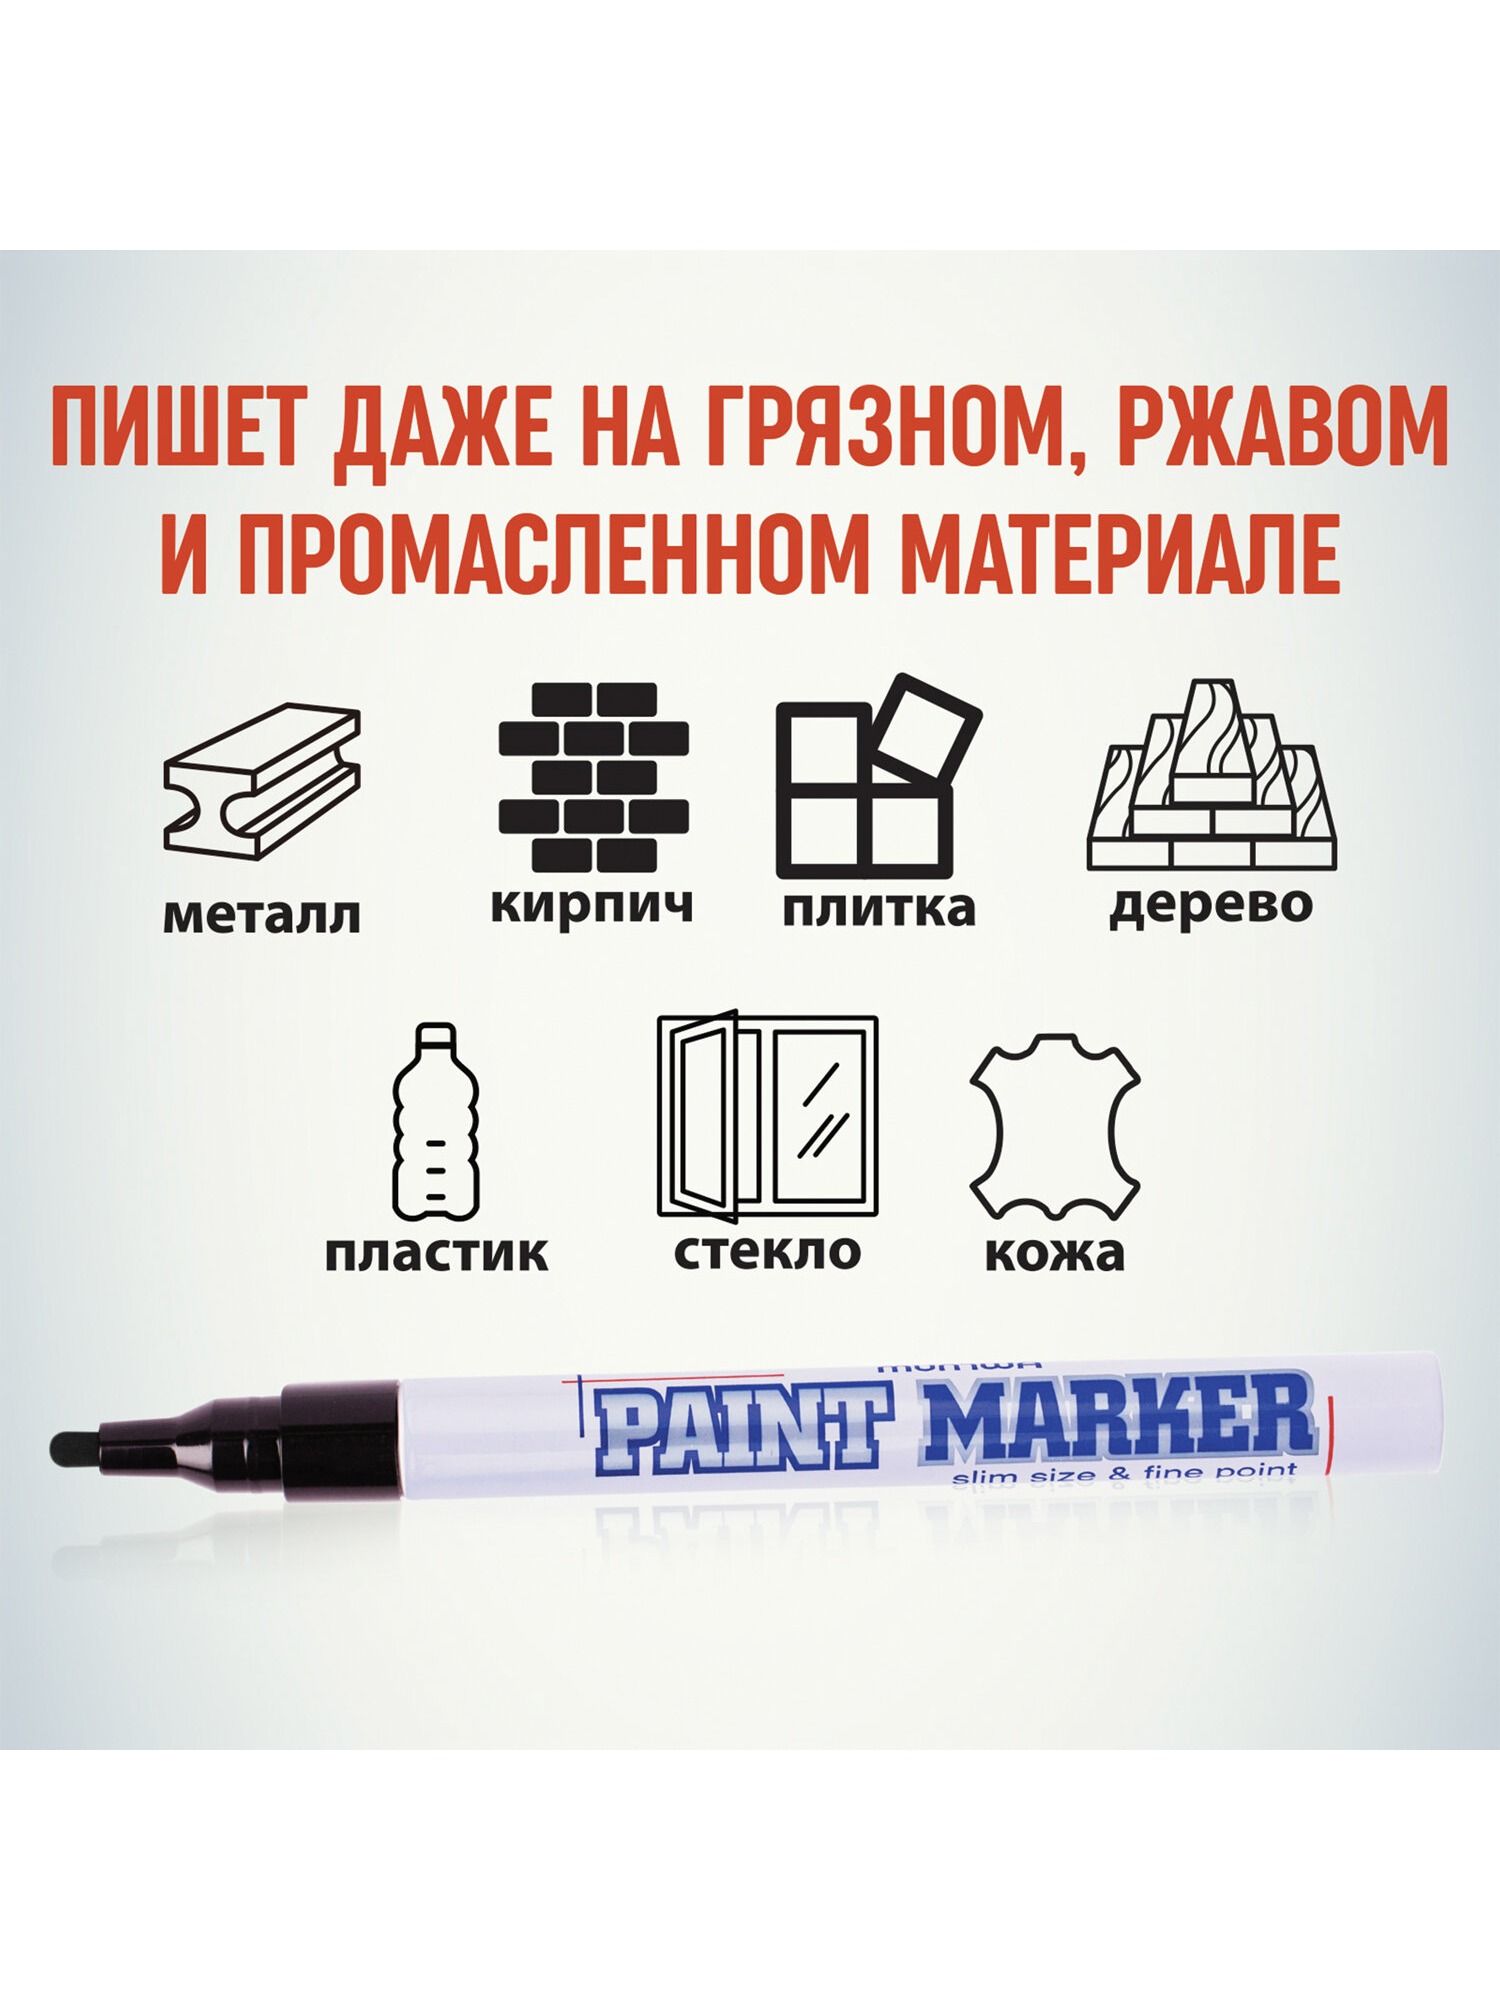 ПИШЕТ ДАЖЕ НА ГРЯЗНОМ, РЖАВОМ
И ПРОМАСЛЕННОМ МАТЕРИАЛЕ
металл кирпич плитка дерево
пластик стекло кожа
PAINT MARKER
slim size & fine point